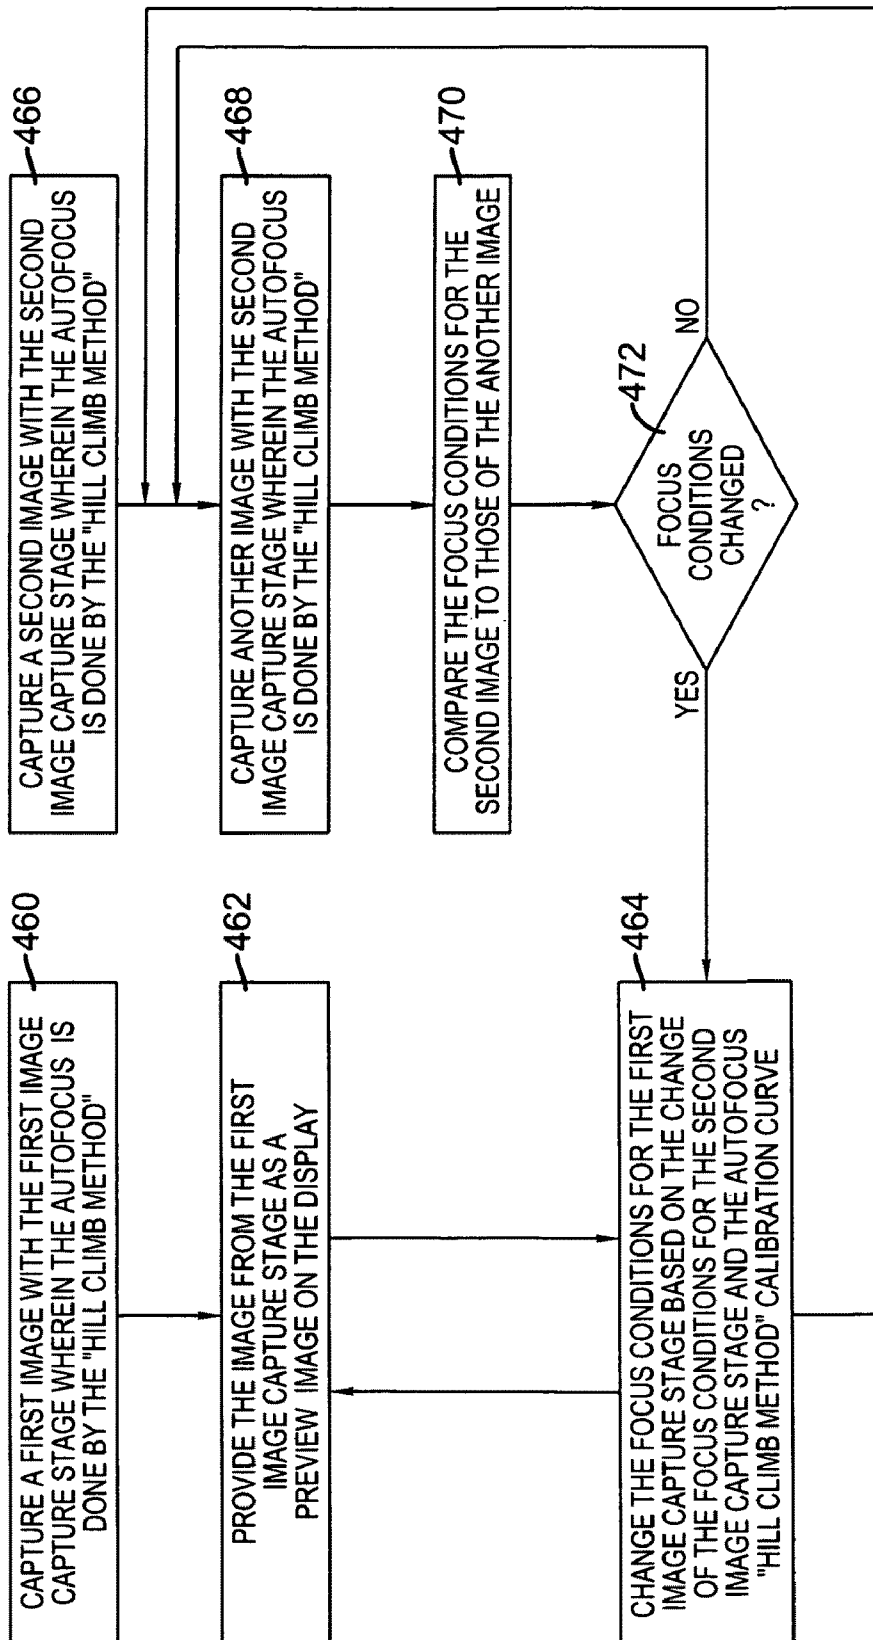 460
CAPTURE A FIRST IMAGE WITH THE FIRST IMAGE
CAPTURE STAGE WHEREIN THE AUTOFOCUS IS
DONE BY THE "HILL CLIMB METHOD"
462
PROVIDE THE IMAGE FROM THE FIRST
IMAGE CAPTURE STAGE AS A
PREVIEW IMAGE ON THE DISPLAY
464
CHANGE THE FOCUS CONDITIONS FOR THE FIRST
IMAGE CAPTURE STAGE BASED ON THE CHANGE
OF THE FOCUS CONDITIONS FOR THE SECOND
IMAGE CAPTURE STAGE AND THE AUTOFOCUS
"HILL CLIMB METHOD" CALIBRATION CURVE
466
CAPTURE A SECOND IMAGE WITH THE SECOND
IMAGE CAPTURE STAGE WHEREIN THE AUTOFOCUS
IS DONE BY THE "HILL CLIMB METHOD"
468
CAPTURE ANOTHER IMAGE WITH THE SECOND
IMAGE CAPTURE STAGE WHEREIN THE AUTOFOCUS
IS DONE BY THE "HILL CLIMB METHOD"
470
COMPARE THE FOCUS CONDITIONS FOR THE
SECOND IMAGE TO THOSE OF THE ANOTHER IMAGE
472
FOCUS
CONDITIONS
CHANGED
?
YES
NO